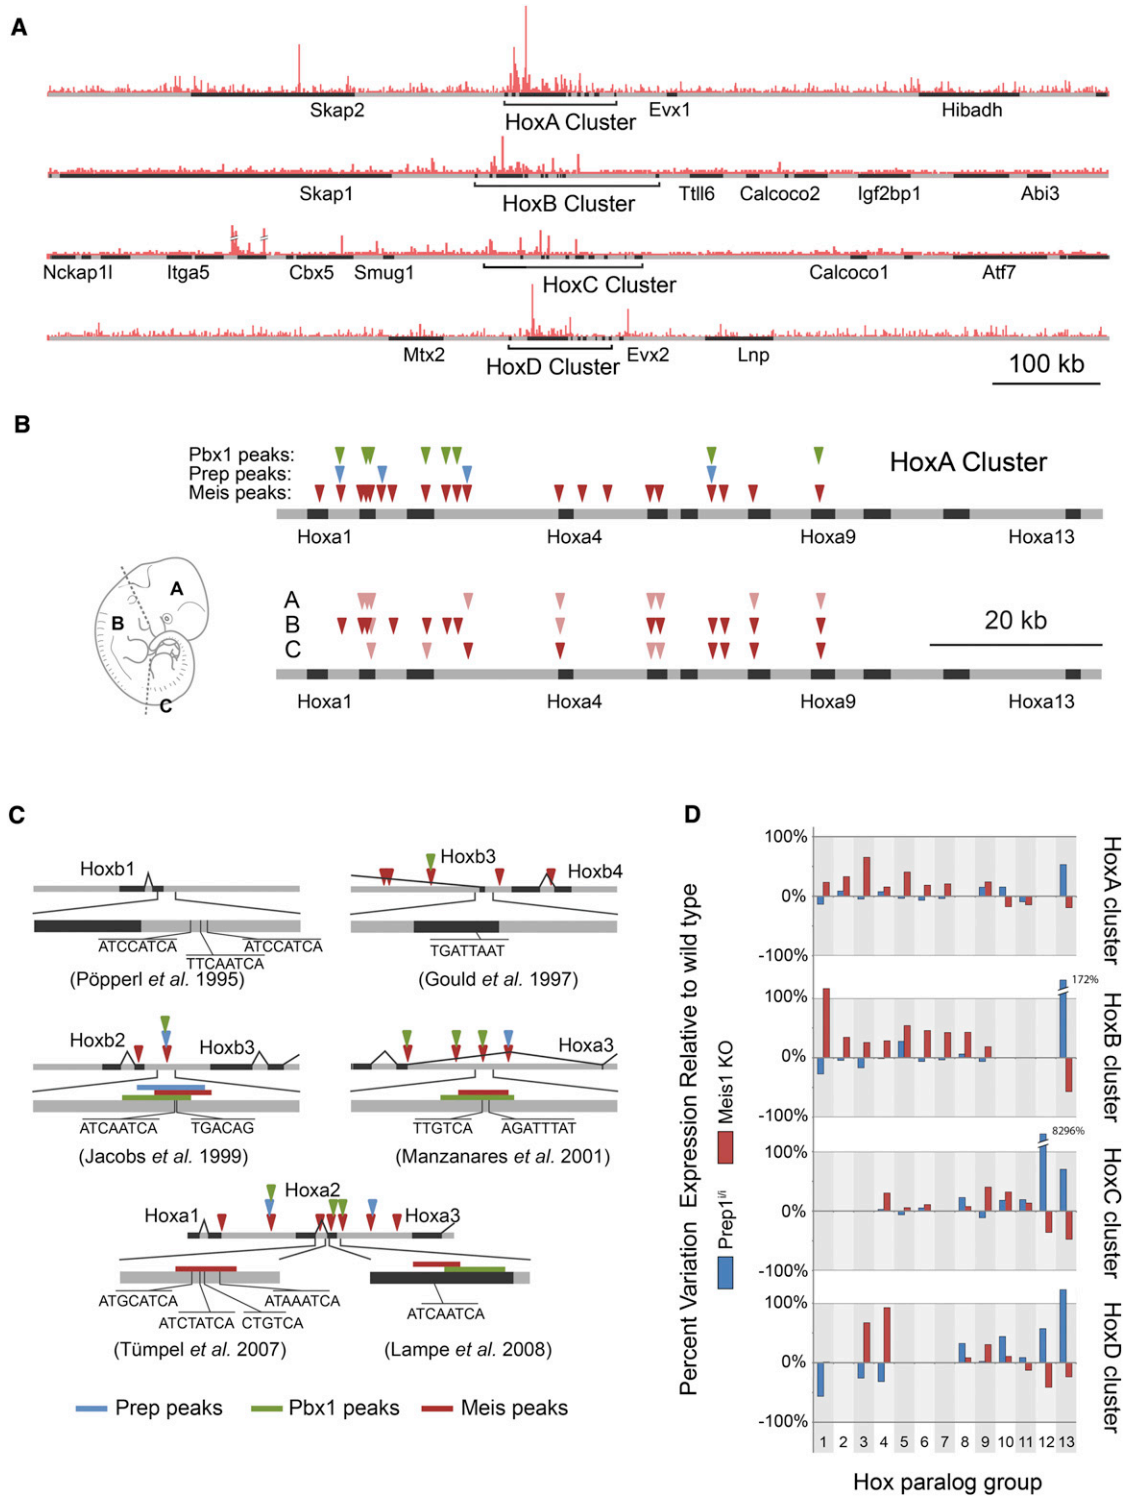 A
Skap2
HoxA Cluster
Evx1
Hibadh
Skap1
HoxB Cluster
Ttll6
Calcoco2
Igf2bp1
Abi3
Nckap1l
Itga5
Cbx5
Smug1
HoxC Cluster
Calcoco1
Atf7
Mtx2
HoxD Cluster
Evx2
Lnp
100 kb
B
Pbx1 peaks:
Prep peaks:
Meis peaks:
HoxA Cluster
Hoxa1
Hoxa4
Hoxa9
Hoxa13
A
B
C
A
B
C
20 kb
Hoxa1
Hoxa4
Hoxa9
Hoxa13
C
Hoxb1
ATCCATCA
TTCAATCA
ATCCATCA
(Pöpperl et al. 1995)
Hoxb3
Hoxb4
TGATTAAT
(Gould et al. 1997)
Hoxb2
Hoxb3
ATCAATCA
TGACAG
(Jacobs et al. 1999)
Hoxa3
TTGTCA
AGATTTAT
(Manzanares et al. 2001)
Hoxa1
Hoxa2
Hoxa3
ATGCATCA
ATCTATCA
CTGTCA
ATAAATCA
(Tümpel et al. 2007)
ATCAATCA
(Lampe et al. 2008)
Prep peaks
Pbx1 peaks
Meis peaks
D
Percent Variation Expression Relative to wild type
Prep1i/i
Meis1 KO
100%
0%
-100%
HoxA cluster
172%
100%
0%
-100%
HoxB cluster
8296%
100%
0%
-100%
HoxC cluster
100%
0%
-100%
HoxD cluster
1 2 3 4 5 6 7 8 9 10 11 12 13
Hox paralog group